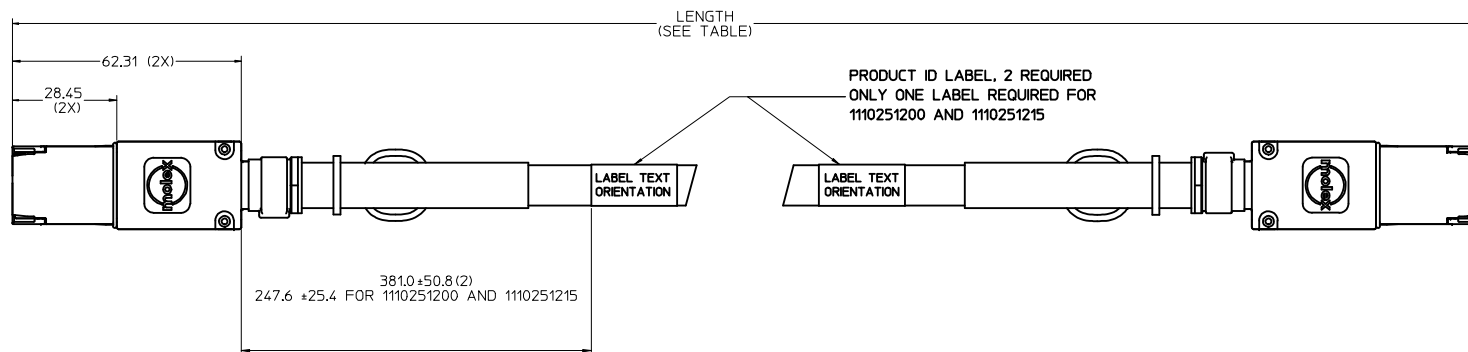 LENGTH
(SEE TABLE)
62.31 (2X)
28.45
(2X)
PRODUCT ID LABEL, 2 REQUIRED
ONLY ONE LABEL REQUIRED FOR
1110251200 AND 1110251215
molex
LABEL TEXT
ORIENTATION
LABEL TEXT
ORIENTATION
molex
381.0±50.8(2)
247.6 ±25.4 FOR 1110251200 AND 1110251215